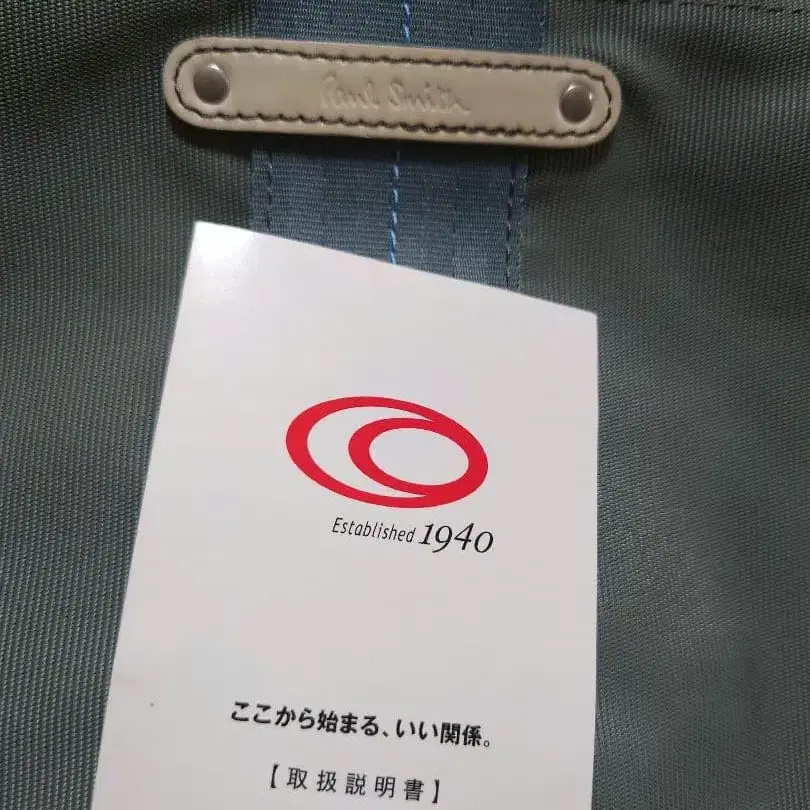 Paul Smith
Established 1940
ここから始まる、いい関係。
【取扱説明書】